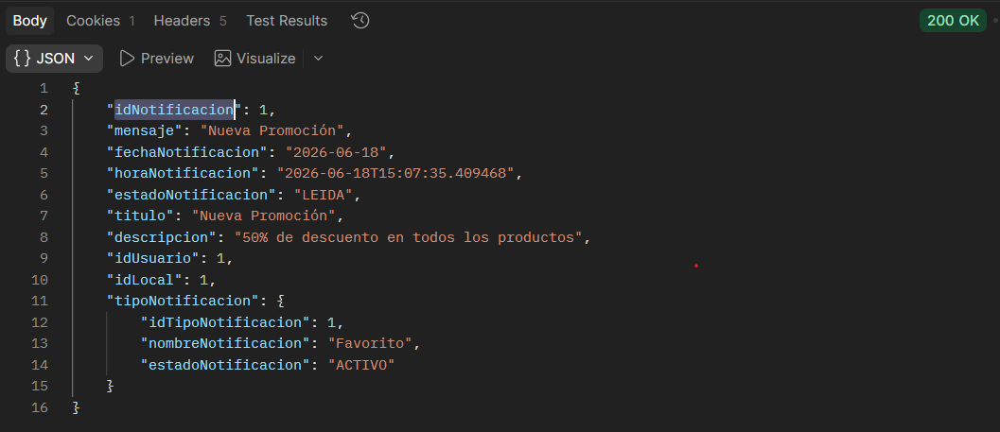 Body Cookies 1 Headers 5 Test Results 200 OK
{} JSON Preview Visualize
1 {
2 "idNotificacion": 1,
3 "mensaje": "Nueva Promoción",
4 "fechaNotificacion": "2026-06-18",
5 "horaNotificacion": "2026-06-18T15:07:35.409468",
6 "estadoNotificacion": "LEIDA",
7 "titulo": "Nueva Promoción",
8 "descripcion": "50% de descuento en todos los productos",
9 "idUsuario": 1,
10 "idLocal": 1,
11 "tipoNotificacion": {
12 "idTipoNotificacion": 1,
13 "nombreNotificacion": "Favorito",
14 "estadoNotificacion": "ACTIVO"
15 }
16 }